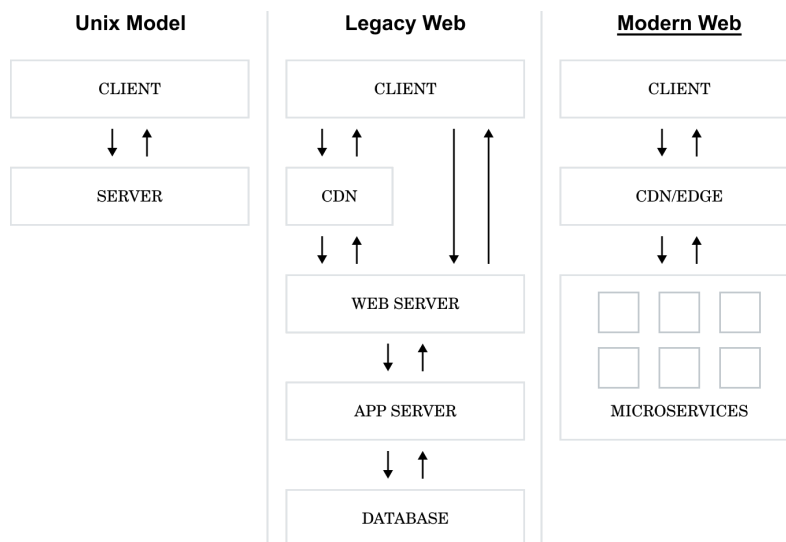 Unix Model
CLIENT
SERVER
Legacy Web
CLIENT
CDN
WEB SERVER
APP SERVER
DATABASE
Modern Web
CLIENT
CDN/EDGE
MICROSERVICES